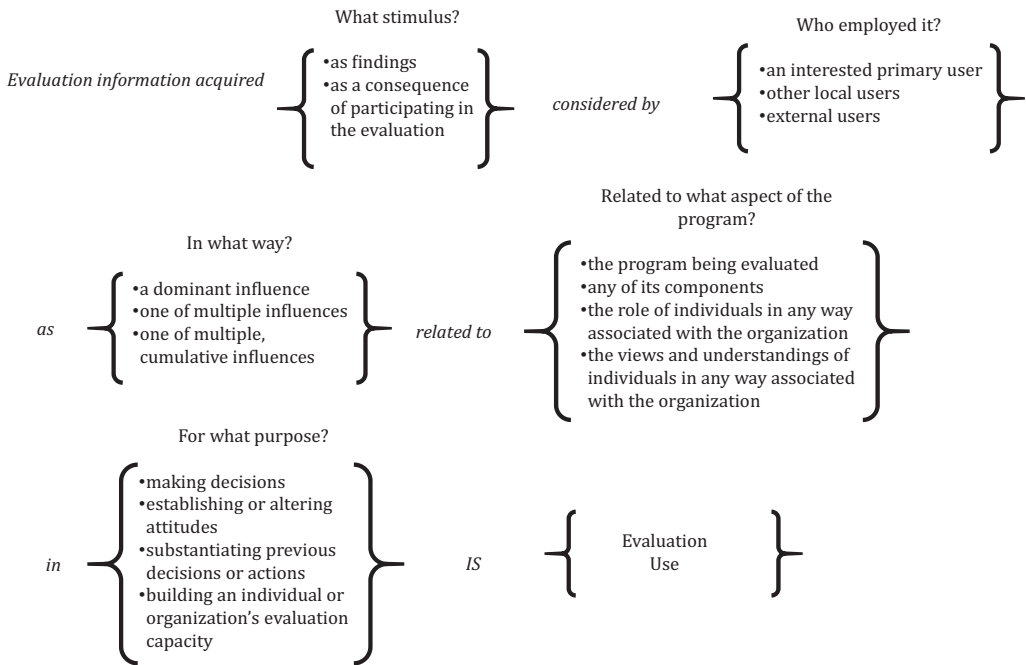 What stimulus?
Evaluation information acquired
•as findings
•as a consequence
of participating in
the evaluation
considered by
Who employed it?
•an interested primary user
•other local users
•external users
In what way?
as
•a dominant influence
•one of multiple influences
•one of multiple,
cumulative influences
related to
Related to what aspect of the
program?
•the program being evaluated
•any of its components
•the role of individuals in any way
associated with the organization
•the views and understandings of
individuals in any way associated
with the organization
For what purpose?
in
•making decisions
•establishing or altering
attitudes
•substantiating previous
decisions or actions
•building an individual or
organization’s evaluation
capacity
IS
Evaluation
Use